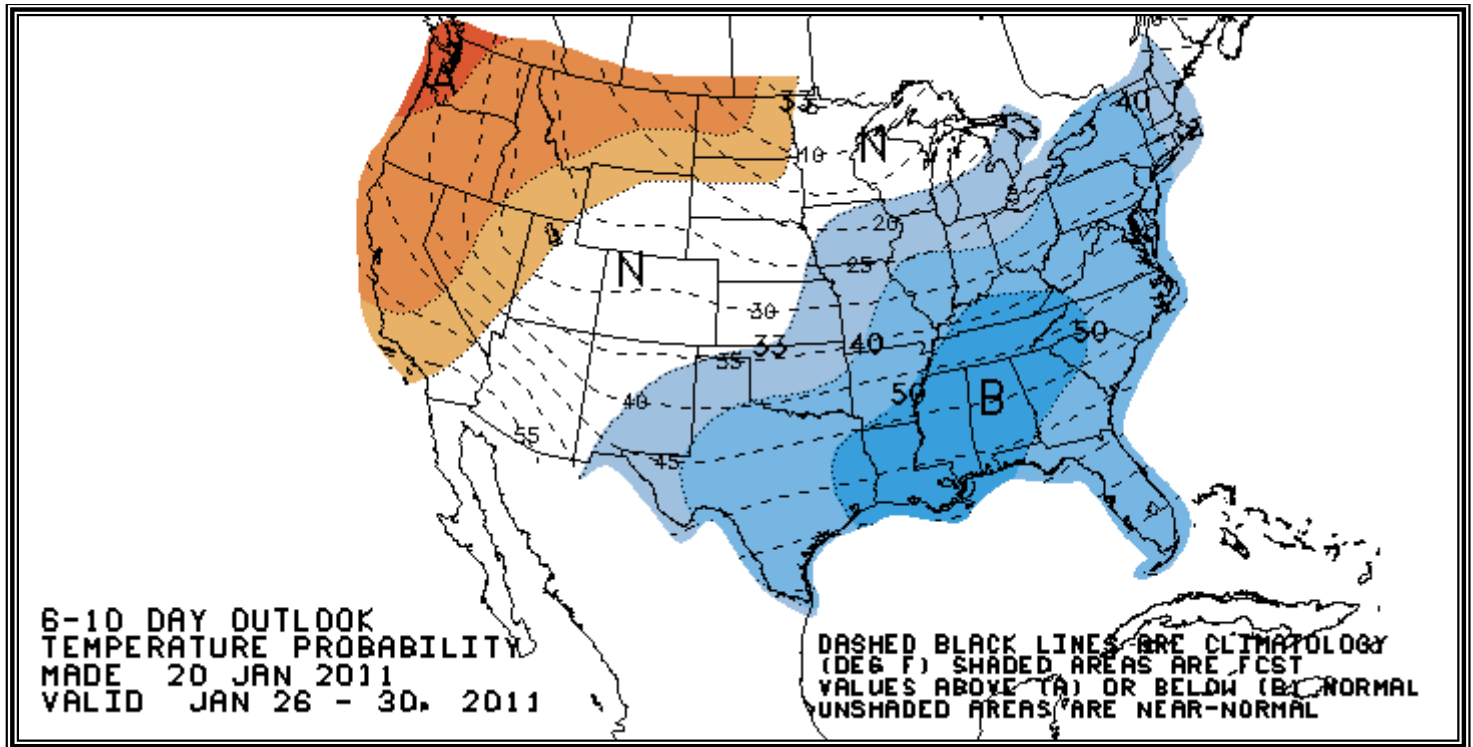 A
33
40
10
N
20
25
N
30
33
40
50
35
40
50
B
55
45
6-10 DAY OUTLOOK
TEMPERATURE PROBABILITY
MADE 20 JAN 2011
VALID JAN 26 - 30, 2011
DASHED BLACK LINES ARE CLIMATOLOGY
(DEG F) SHADED AREAS ARE FCST
VALUES ABOVE (A) OR BELOW (B) NORMAL
UNSHADED AREAS ARE NEAR-NORMAL